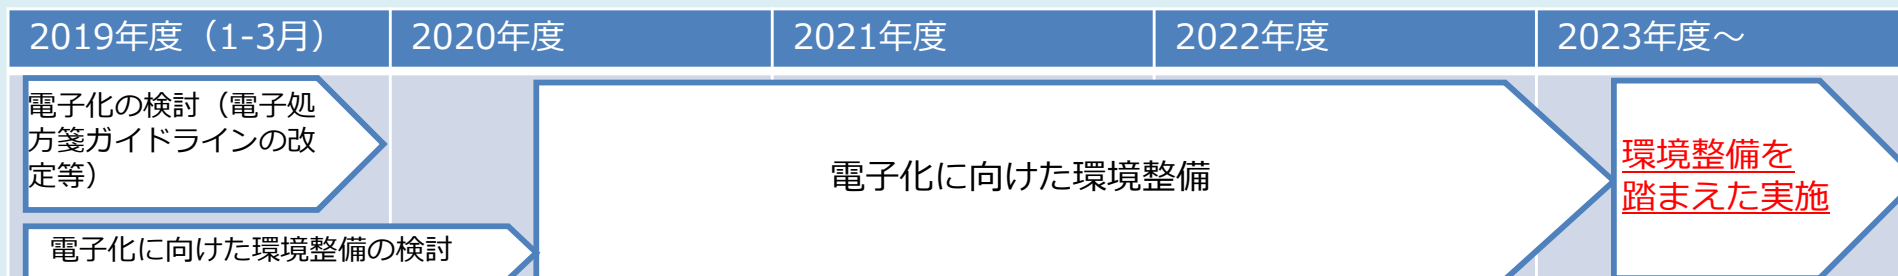 2019年度（1-3月）
2020年度
2021年度
2022年度
2023年度～
電子化の検討（電子処
方箋ガイドラインの改
定等）
電子化に向けた環境整備の検討
電子化に向けた環境整備
環境整備を
踏まえた実施